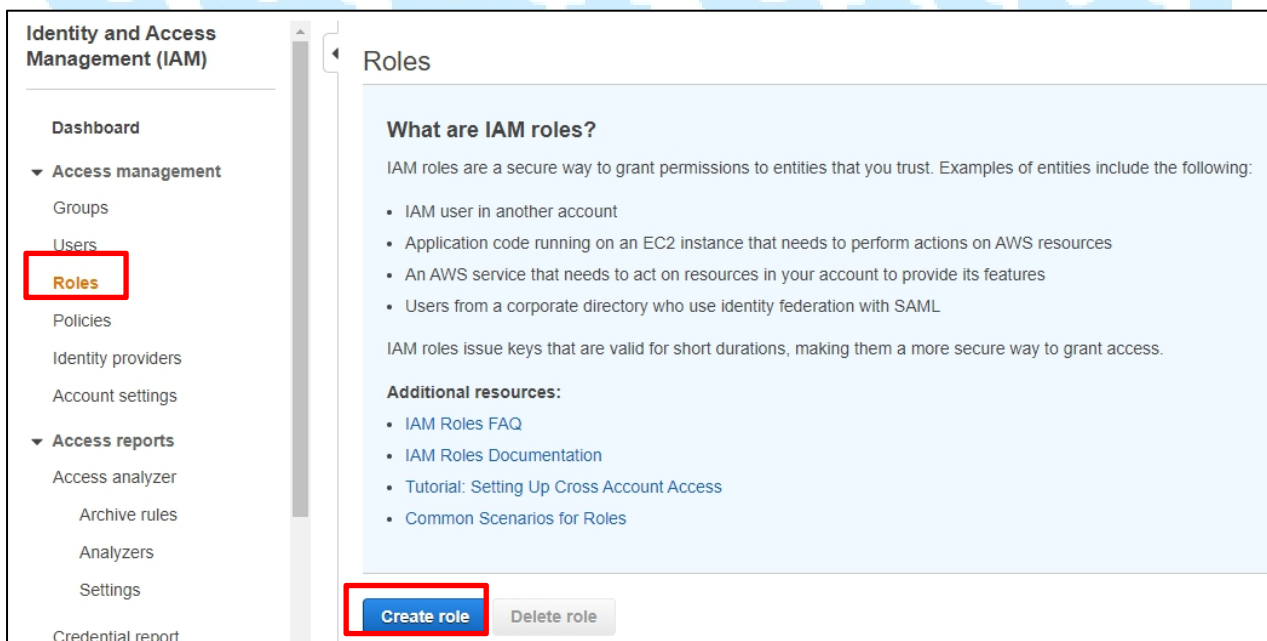 Identity and Access
Management (IAM)
Dashboard
Access management
Groups
Users
Roles
Policies
Identity providers
Account settings
Access reports
Access analyzer
Archive rules
Analyzers
Settings
Credential report
Roles
What are IAM roles?
IAM roles are a secure way to grant permissions to entities that you trust. Examples of entities include the following:
• IAM user in another account
• Application code running on an EC2 instance that needs to perform actions on AWS resources
• An AWS service that needs to act on resources in your account to provide its features
• Users from a corporate directory who use identity federation with SAML
IAM roles issue keys that are valid for short durations, making them a more secure way to grant access.
Additional resources:
• IAM Roles FAQ
• IAM Roles Documentation
• Tutorial: Setting Up Cross Account Access
• Common Scenarios for Roles
Create role
Delete role